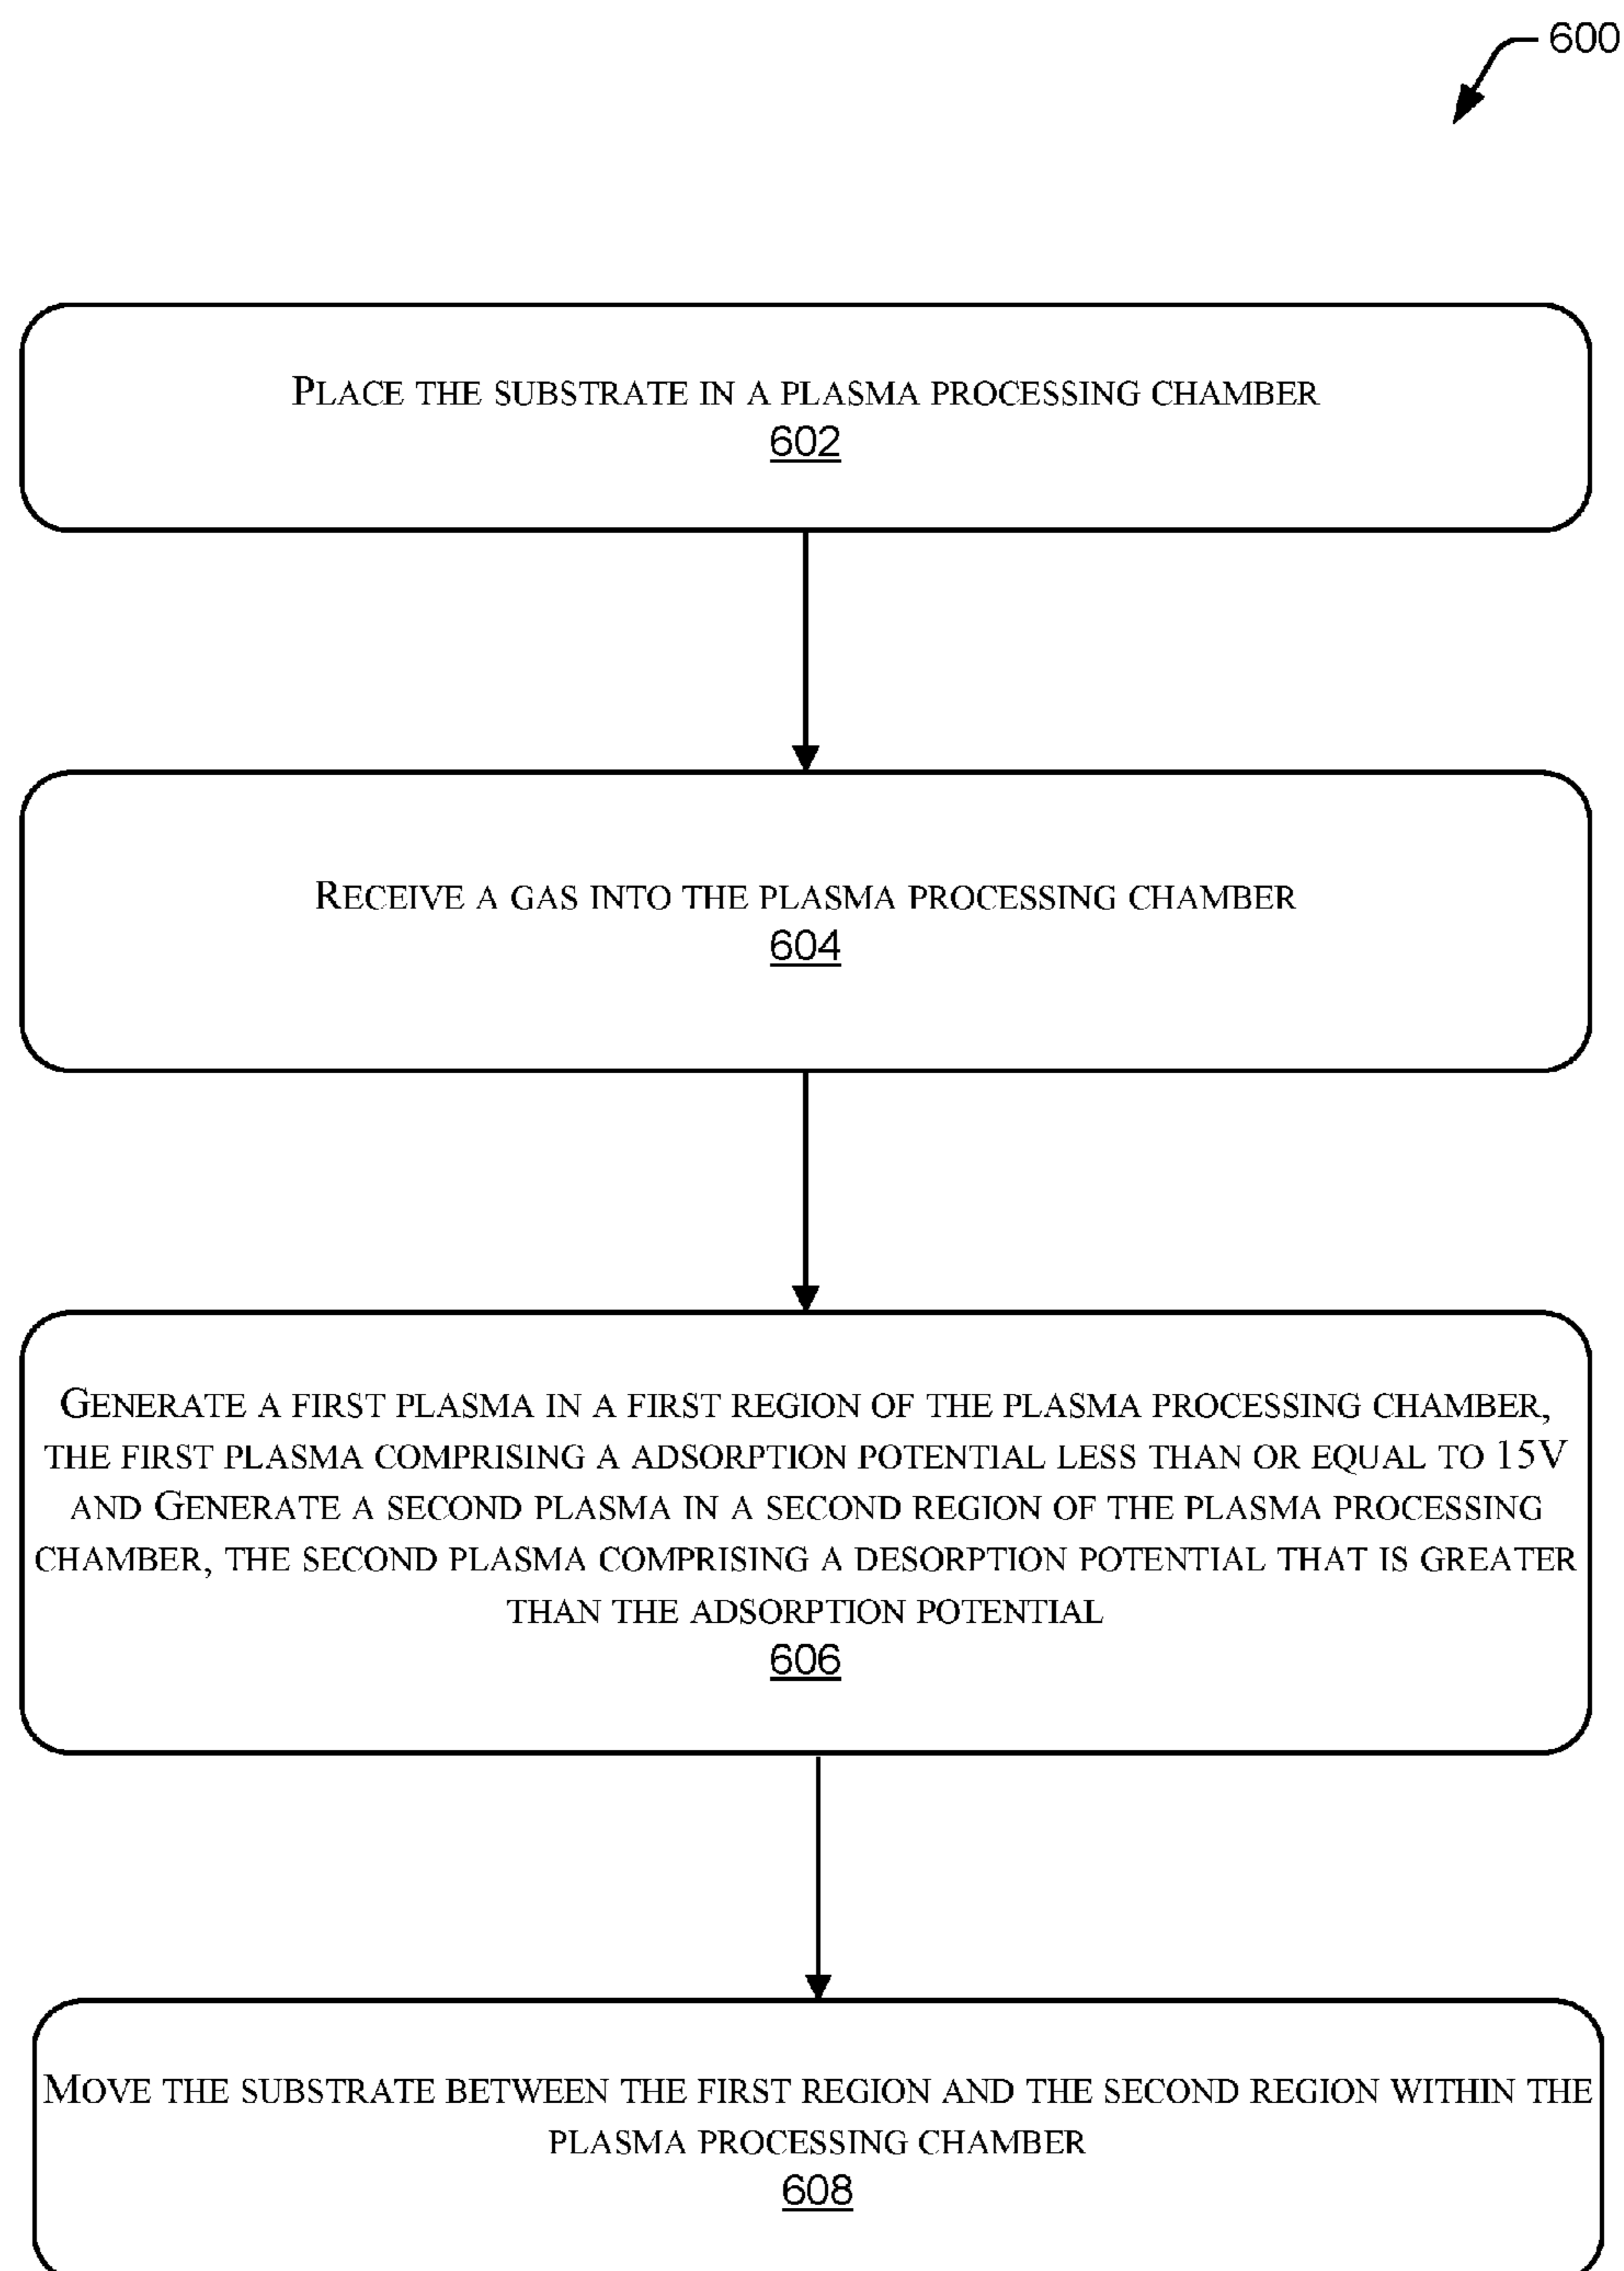 600
PLACE THE SUBSTRATE IN A PLASMA PROCESSING CHAMBER
602
RECEIVE A GAS INTO THE PLASMA PROCESSING CHAMBER
604
GENERATE A FIRST PLASMA IN A FIRST REGION OF THE PLASMA PROCESSING CHAMBER,
THE FIRST PLASMA COMPRISING A ADSORPTION POTENTIAL LESS THAN OR EQUAL TO 15V
AND GENERATE A SECOND PLASMA IN A SECOND REGION OF THE PLASMA PROCESSING
CHAMBER, THE SECOND PLASMA COMPRISING A DESORPTION POTENTIAL THAT IS GREATER
THAN THE ADSORPTION POTENTIAL
606
MOVE THE SUBSTRATE BETWEEN THE FIRST REGION AND THE SECOND REGION WITHIN THE
PLASMA PROCESSING CHAMBER
608